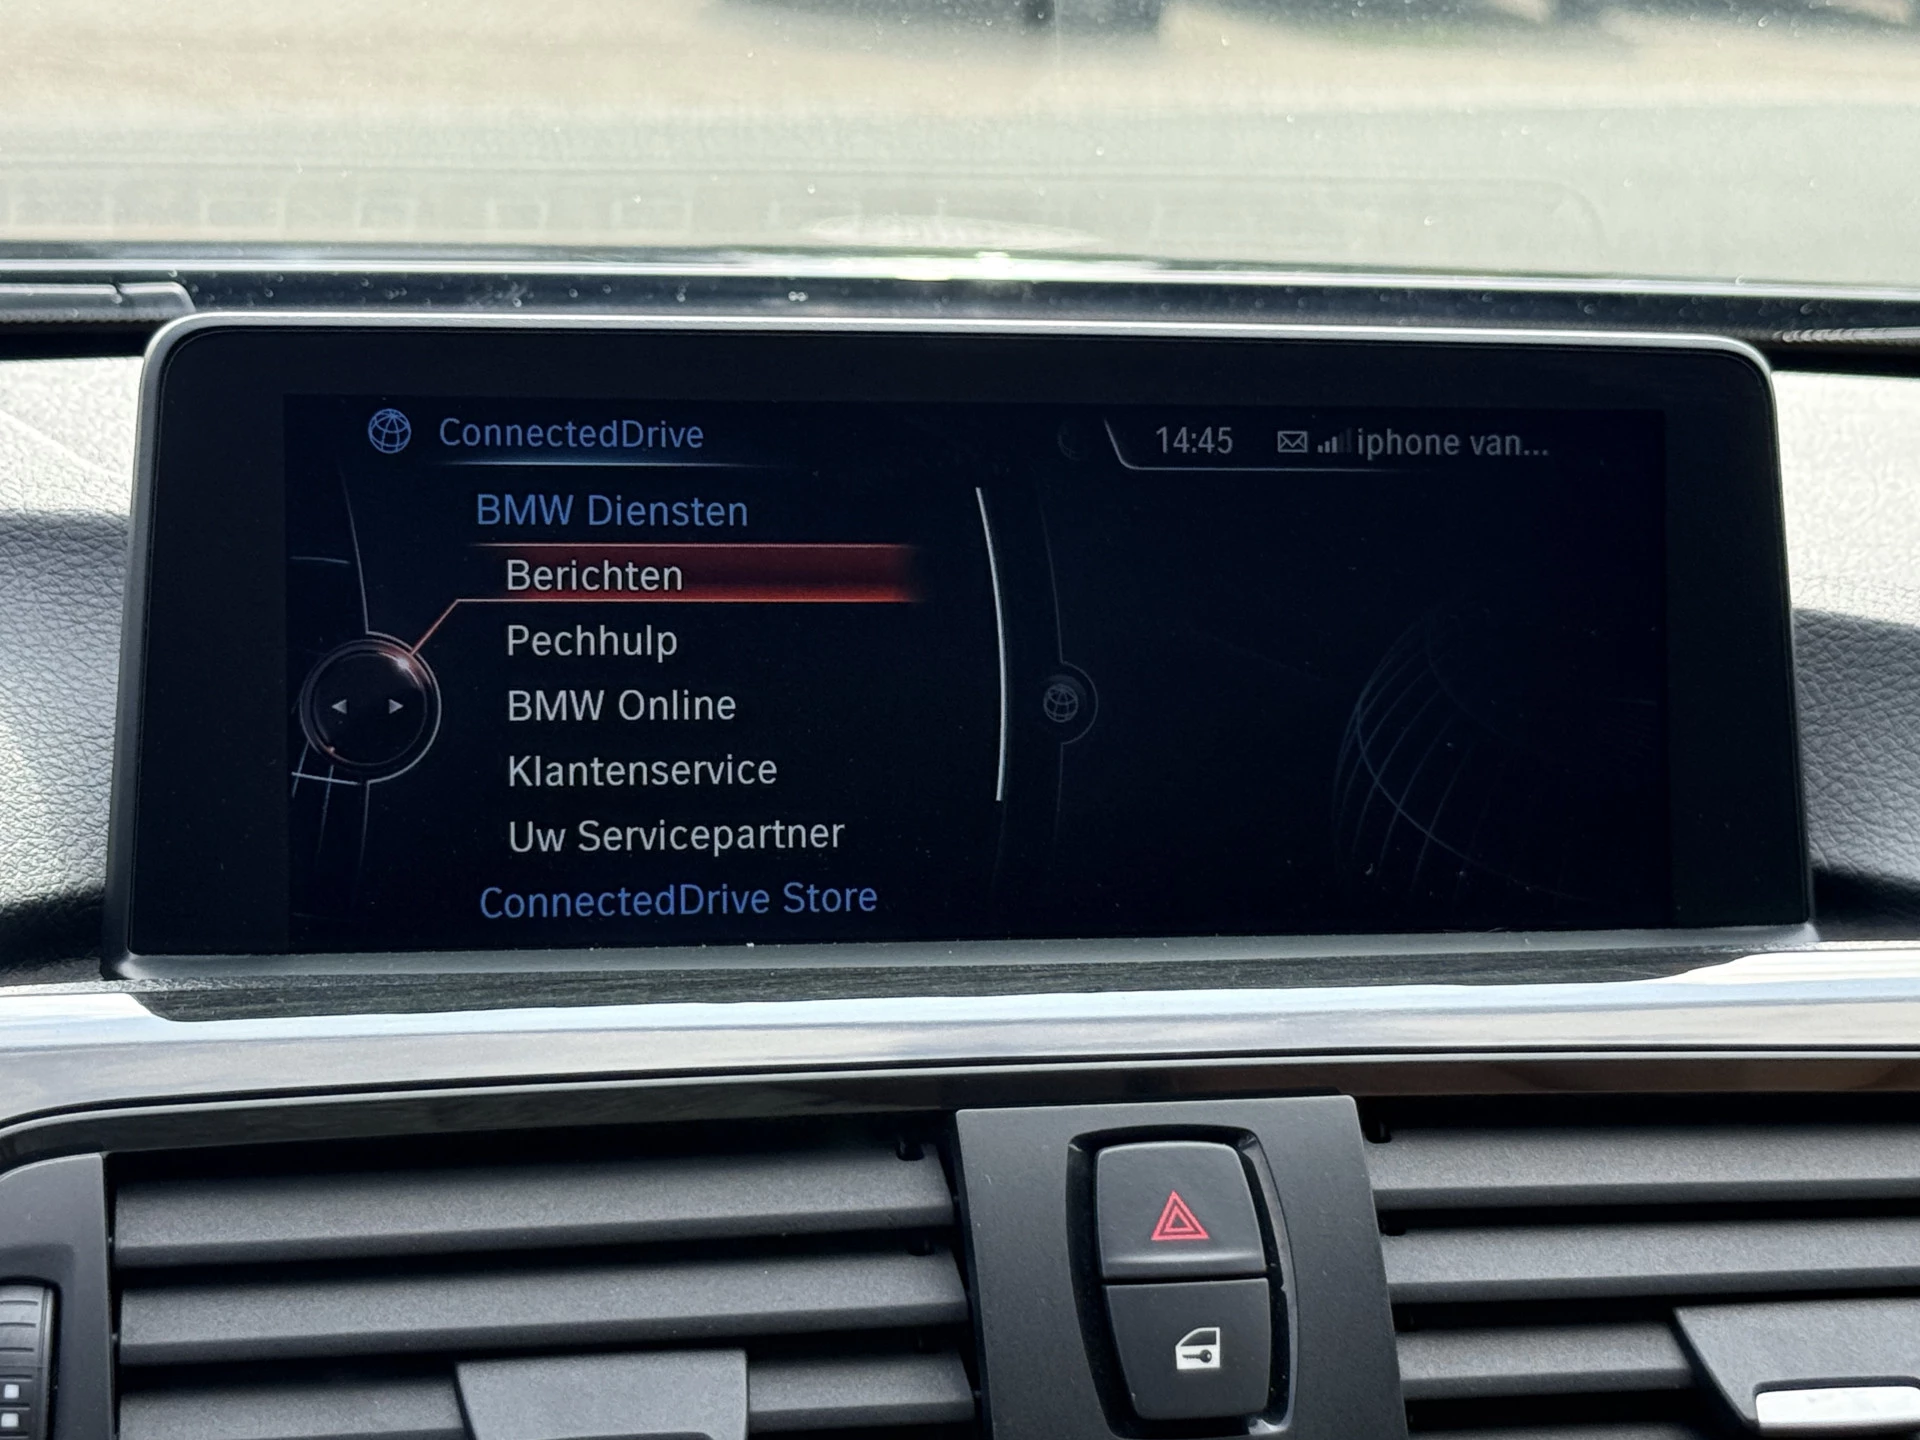 ConnectedDrive
14:45 iphone van...
BMW Diensten
Berichten
Pechhulp
BMW Online
Klantenservice
Uw Servicepartner
ConnectedDrive Store